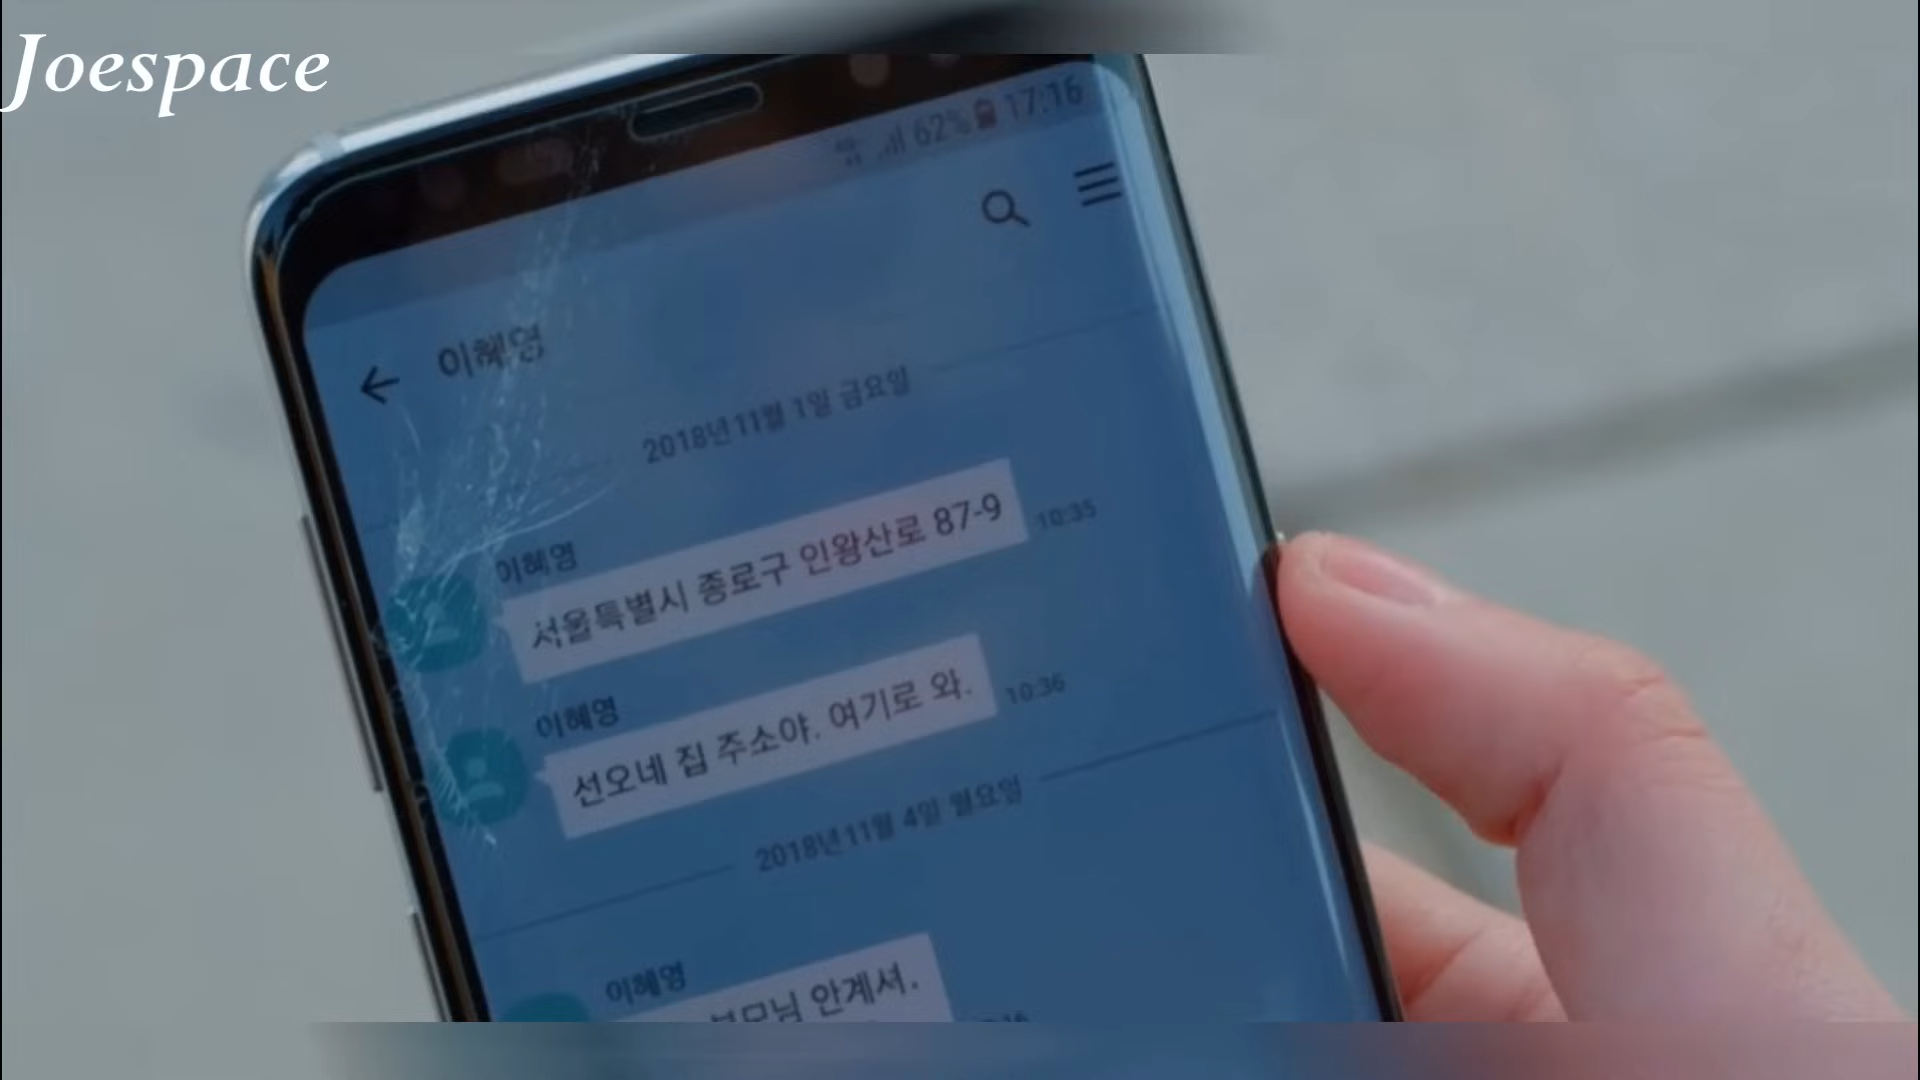 Joespace
62% 17:16
이혜영
2018년 11월 1일 금요일
이혜영
서울특별시 종로구 인왕산로 87-9
10:35
이혜영
선오네 집 주소야. 여기로 와.
10:36
2018년 11월 4일 월요일
이혜영
부모님 안계셔.